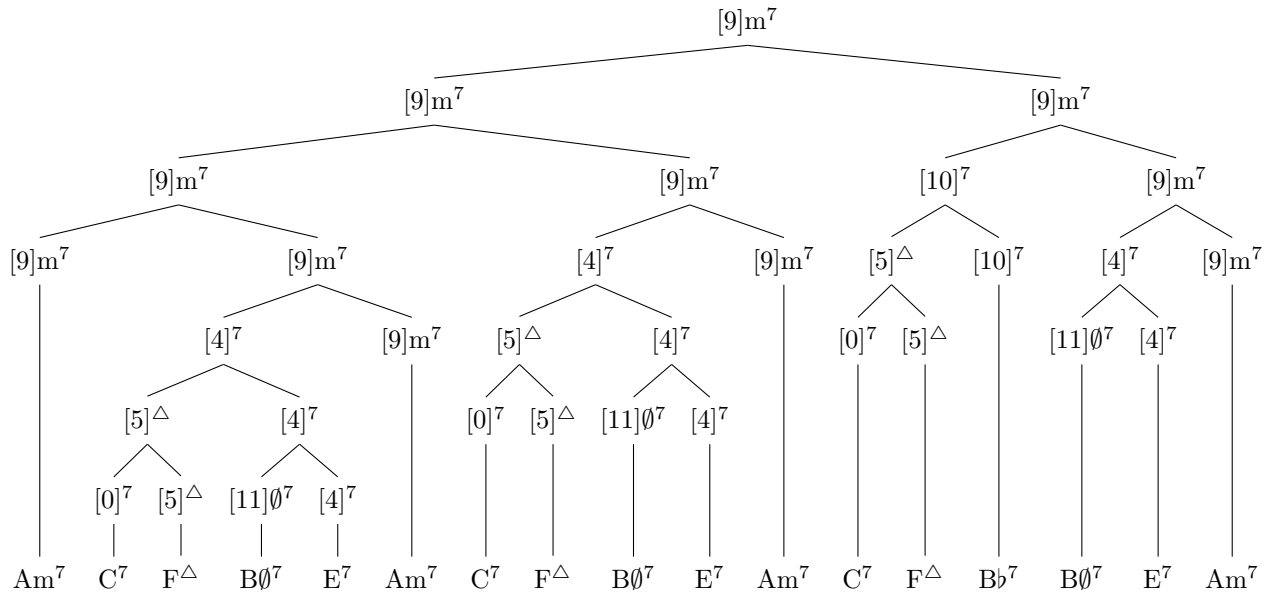 [9]m⁷
[9]m⁷ [9]m⁷
[9]m⁷ [9]m⁷ [10]⁷ [9]m⁷
[9]m⁷ [9]m⁷ [4]⁷ [9]m⁷ [5]△ [10]⁷ [4]⁷ [9]m⁷
[4]⁷ [9]m⁷ [5]△ [4]⁷ [0]⁷ [5]△ [11]∅⁷ [4]⁷
[5]△ [4]⁷ [0]⁷ [5]△ [11]∅⁷ [4]⁷
[0]⁷ [5]△ [11]∅⁷ [4]⁷
Am⁷ C⁷ F△ B∅⁷ E⁷ Am⁷ C⁷ F△ B∅⁷ E⁷ Am⁷ C⁷ F△ B♭⁷ B∅⁷ E⁷ Am⁷